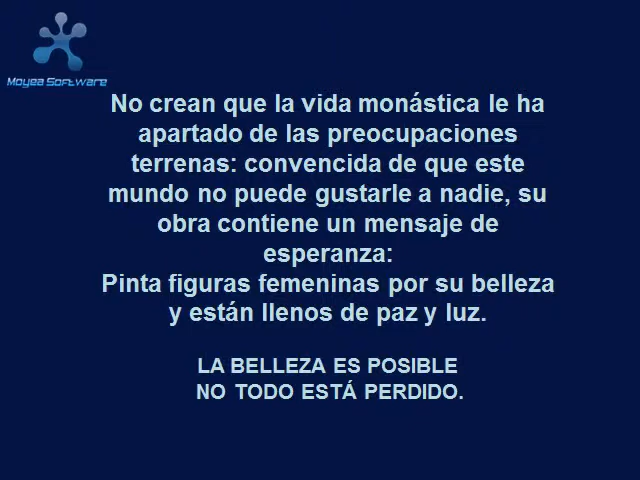 Moyea Software
No crean que la vida monástica le ha
apartado de las preocupaciones
terrenas: convencida de que este
mundo no puede gustarle a nadie, su
obra contiene un mensaje de
esperanza:
Pinta figuras femeninas por su belleza
y están llenos de paz y luz.
LA BELLEZA ES POSIBLE
NO TODO ESTÁ PERDIDO.